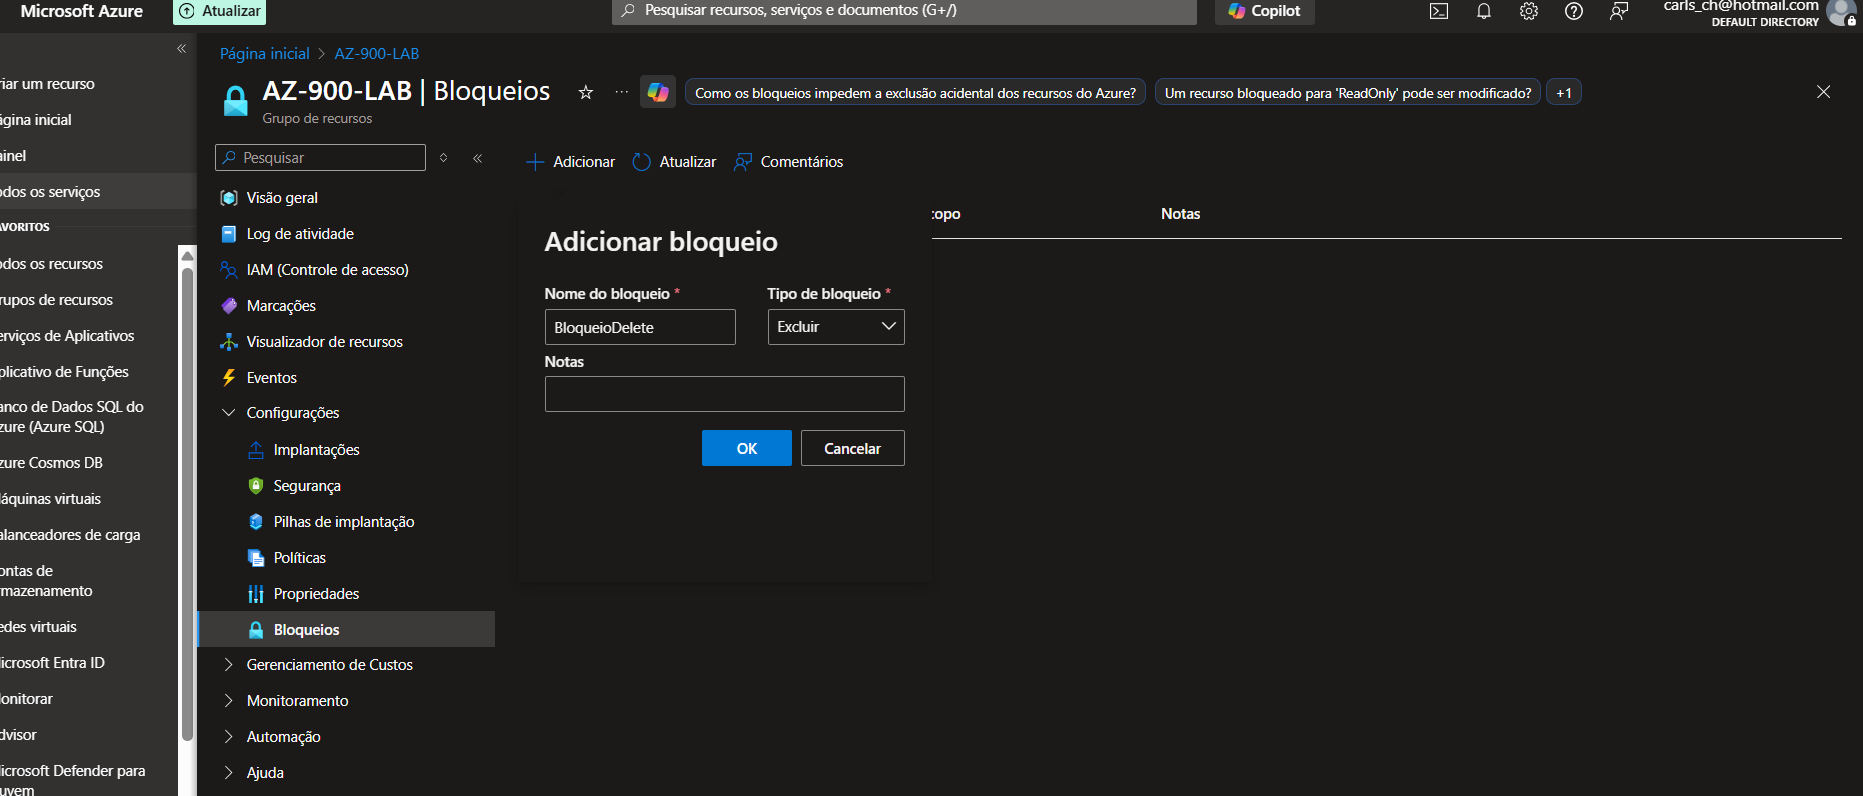 Microsoft Azure
Atualizar
Pesquisar recursos, serviços e documentos (G+/)
Copilot
carls_ch@hotmail.com
DEFAULT DIRECTORY
Página inicial > AZ-900-LAB
AZ-900-LAB | Bloqueios
Grupo de recursos
Como os bloqueios impedem a exclusão acidental dos recursos do Azure?
Um recurso bloqueado para 'ReadOnly' pode ser modificado?
+1
riar um recurso
ágina inicial
ainel
odos os serviços
AVORITOS
odos os recursos
rupos de recursos
erviços de Aplicativos
plicativo de Funções
anco de Dados SQL do
zure (Azure SQL)
zure Cosmos DB
áquinas virtuais
alanceadores de carga
ontas de
rmazenamento
edes virtuais
icrosoft Entra ID
onitorar
dvisor
icrosoft Defender para
uvem
Pesquisar
Visão geral
Log de atividade
IAM (Controle de acesso)
Marcações
Visualizador de recursos
Eventos
Configurações
Implantações
Segurança
Pilhas de implantação
Políticas
Propriedades
Bloqueios
Gerenciamento de Custos
Monitoramento
Automação
Ajuda
Adicionar
Atualizar
Comentários
copo
Notas
Adicionar bloqueio
Nome do bloqueio *
Tipo de bloqueio *
BloqueioDelete
Excluir
Notas
OK
Cancelar